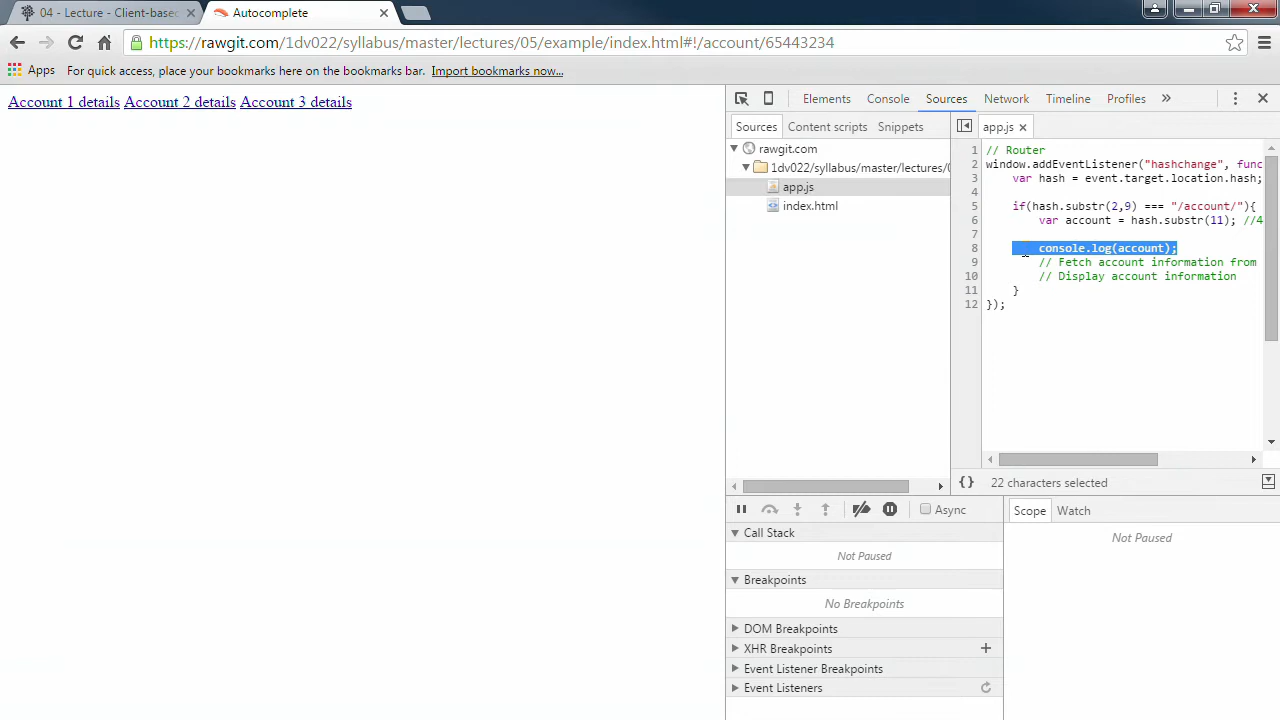 04 - Lecture - Client-based
Autocomplete
https://rawgit.com/1dv022/syllabus/master/lectures/05/example/index.html#!/account/65443234
Apps For quick access, place your bookmarks here on the bookmarks bar. Import bookmarks now...
Account 1 details Account 2 details Account 3 details
Elements Console Sources Network Timeline Profiles »
Sources Content scripts Snippets
app.js
rawgit.com
1dv022/syllabus/master/lectures/0
app.js
index.html
1 // Router
2 window.addEventListener("hashchange", func
3 var hash = event.target.location.hash;
4
5 if(hash.substr(2,9) === "/account/"){
6 var account = hash.substr(11); //4
7
8 console.log(account);
9 // Fetch account information from
10 // Display account information
11 }
12 });
{} 22 characters selected
Async
Call Stack
Not Paused
Breakpoints
No Breakpoints
DOM Breakpoints
XHR Breakpoints
Event Listener Breakpoints
Event Listeners
Scope Watch
Not Paused